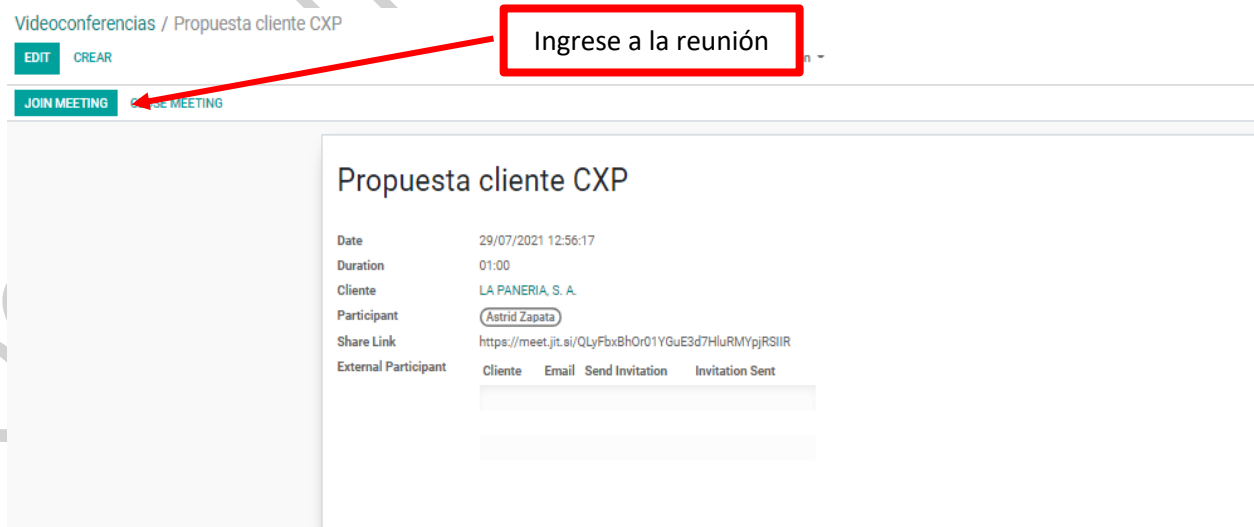 Videoconferencias / Propuesta cliente CXP
Ingrese a la reunión
EDIT CREAR
JOIN MEETING MEETING
Propuesta cliente CXP
Date 29/07/2021 12:56:17
Duration 01:00
Cliente LA PANERIA, S. A.
Participant Astrid Zapata
Share Link https://meet.jit.si/QLyFbxBhOr01YGuE3d7HluRMYpjRSIIR
External Participant Cliente Email Send Invitation Invitation Sent